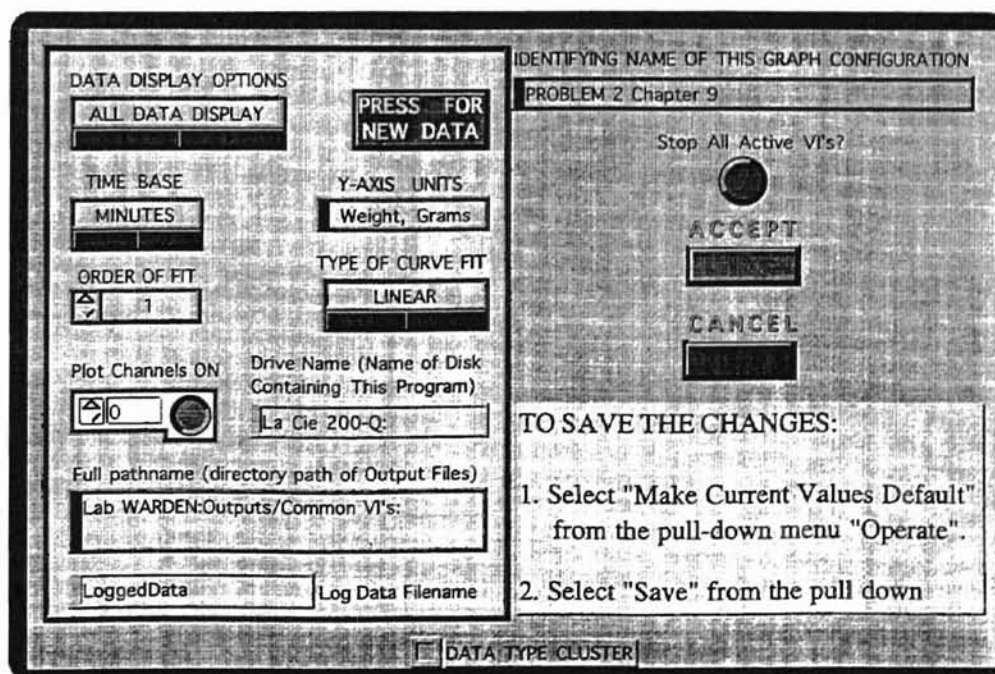 DATA DISPLAY OPTIONS
ALL DATA DISPLAY
PRESS FOR
NEW DATA
TIME BASE
MINUTES
Y-AXIS UNITS
Weight, Grams
ORDER OF FIT
1
TYPE OF CURVE FIT
LINEAR
Plot Channels ON
0
Drive Name (Name of Disk
Containing This Program)
La Cie 200-Q:
Full pathname (directory path of Output Files)
Lab WARDEN:Outputs/Common VI's:
LoggedData
Log Data Filename
IDENTIFYING NAME OF THIS GRAPH CONFIGURATION
PROBLEM 2 Chapter 9
Stop All Active VI's?
ACCEPT
CANCEL
TO SAVE THE CHANGES:
1. Select "Make Current Values Default"
from the pull-down menu "Operate".
2. Select "Save" from the pull down
DATA TYPE CLUSTER